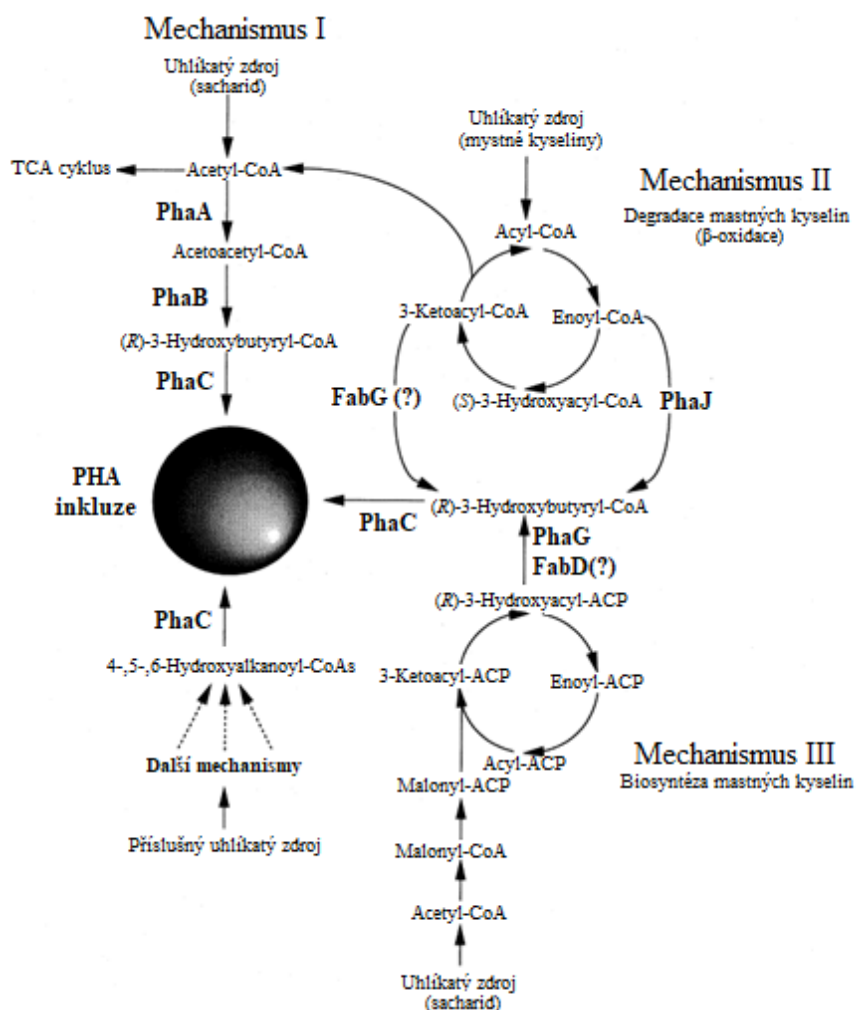 Mechanismus I
Uhlíkatý zdroj
(sacharid)
TCA cyklus
Acetyl-CoA
PhaA
Acetoacetyl-CoA
PhaB
(R)-3-Hydroxybutyryl-CoA
PhaC
PHA
inkluze
Uhlíkatý zdroj
(mystné kyseliny)
Mechanismus II
Degradace mastných kyselin
(β-oxidace)
Acyl-CoA
3-Ketoacyl-CoA
Enoyl-CoA
(S)-3-Hydroxyacyl-CoA
FabG (?)
PhaJ
(R)-3-Hydroxybutyryl-CoA
PhaC
PhaG
FabD(?)
(R)-3-Hydroxyacyl-ACP
3-Ketoacyl-ACP
Enoyl-ACP
Acyl-ACP
Mechanismus III
Biosyntéza mastných kyselin
Malonyl-ACP
Malonyl-CoA
Acetyl-CoA
Uhlíkatý zdroj
(sacharid)
PhaC
4-,5-,6-Hydroxyalkanoyl-CoAs
Další mechanismy
Příslušný uhlíkatý zdroj